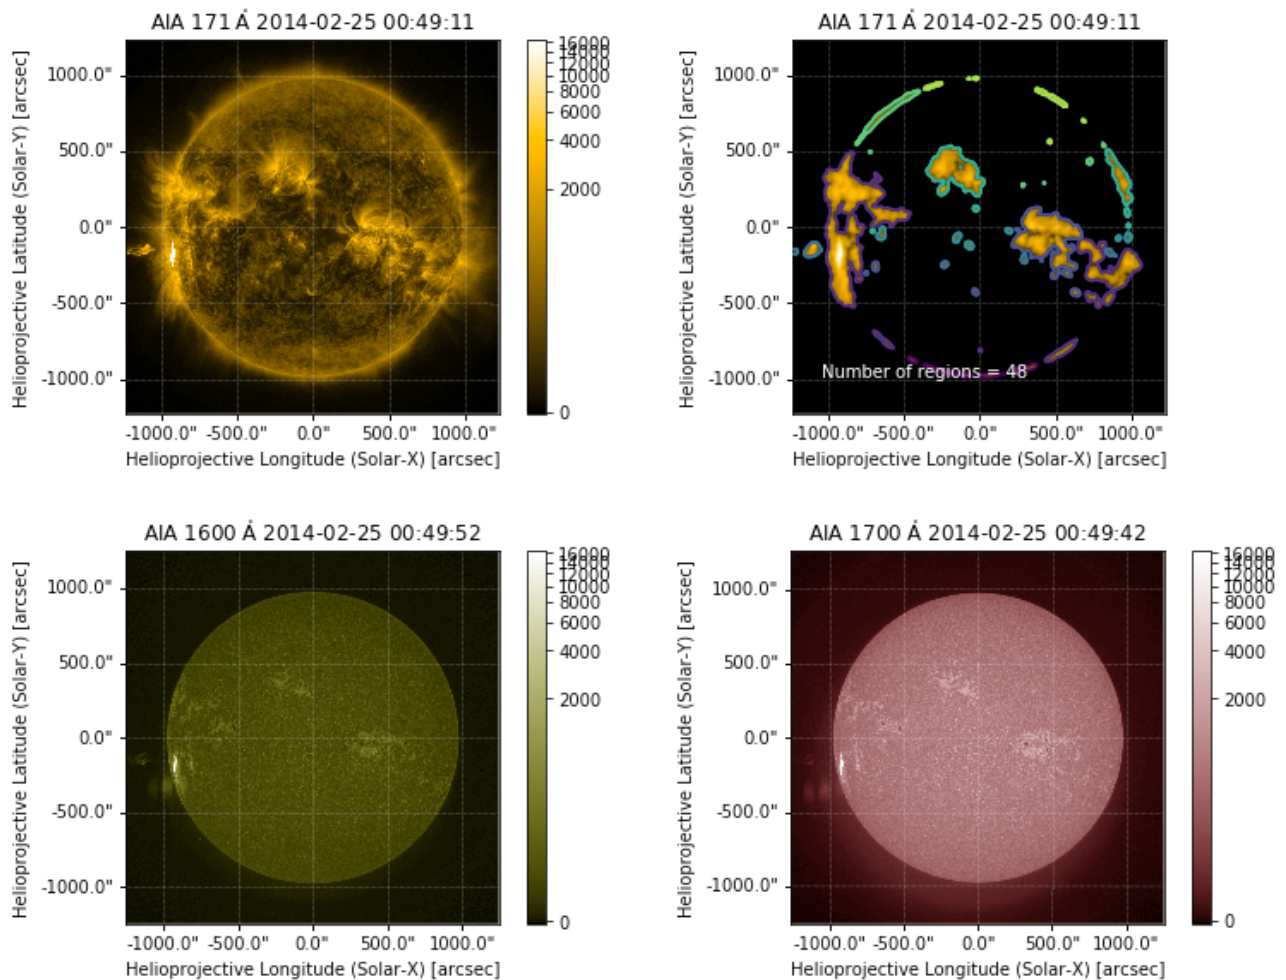 AIA 171 Å 2014-02-25 00:49:11
Helioprojective Latitude (Solar-Y) [arcsec]
1000.0"
500.0"
0.0"
-500.0"
-1000.0"
-1000.0" -500.0" 0.0" 500.0" 1000.0"
Helioprojective Longitude (Solar-X) [arcsec]
16000
14000
12000
10000
8000
6000
4000
2000
0
AIA 171 Å 2014-02-25 00:49:11
Helioprojective Latitude (Solar-Y) [arcsec]
1000.0"
500.0"
0.0"
-500.0"
-1000.0"
Number of regions = 48
-1000.0" -500.0" 0.0" 500.0" 1000.0"
Helioprojective Longitude (Solar-X) [arcsec]
AIA 1600 Å 2014-02-25 00:49:52
Helioprojective Latitude (Solar-Y) [arcsec]
1000.0"
500.0"
0.0"
-500.0"
-1000.0"
-1000.0" -500.0" 0.0" 500.0" 1000.0"
Helioprojective Longitude (Solar-X) [arcsec]
16000
14000
12000
10000
8000
6000
4000
2000
0
AIA 1700 Å 2014-02-25 00:49:42
Helioprojective Latitude (Solar-Y) [arcsec]
1000.0"
500.0"
0.0"
-500.0"
-1000.0"
-1000.0" -500.0" 0.0" 500.0" 1000.0"
Helioprojective Longitude (Solar-X) [arcsec]
16000
14000
12000
10000
8000
6000
4000
2000
0